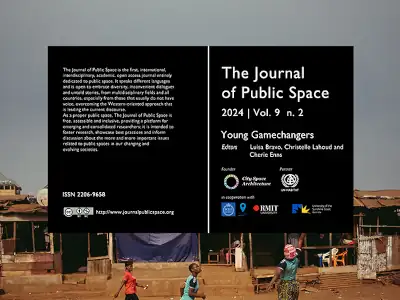 The Journal of Public Space is the first, international,
interdisciplinary, academic, open access journal entirely
dedicated to public space. It speaks different languages
and is open to embrace diversity, inconvenient dialogues
and untold stories, from multidisciplinary fields and all
countries, especially from those that usually do not have
voice, overcoming the Western-oriented approach that
is leading the current discourse.
As a proper public space, The Journal of Public Space is
free, accessible and inclusive, providing a platform for
emerging and consolidated researchers; it is intended to
foster research, showcase best practices and inform
discussion about the more and more important issues
related to public spaces in our changing and
evolving societies.
ISSN 2206-9658
http://www.journalpublicspace.org
The Journal
of Public Space
2024 | Vol. 9 n. 2
Young Gamechangers
Editors Luisa Bravo, Christelle Lahoud and
Cherie Enns
Founder
Partner
City Space
Architecture
UN-HABITAT
in cooperation with
RMIT
UNIVERSITY